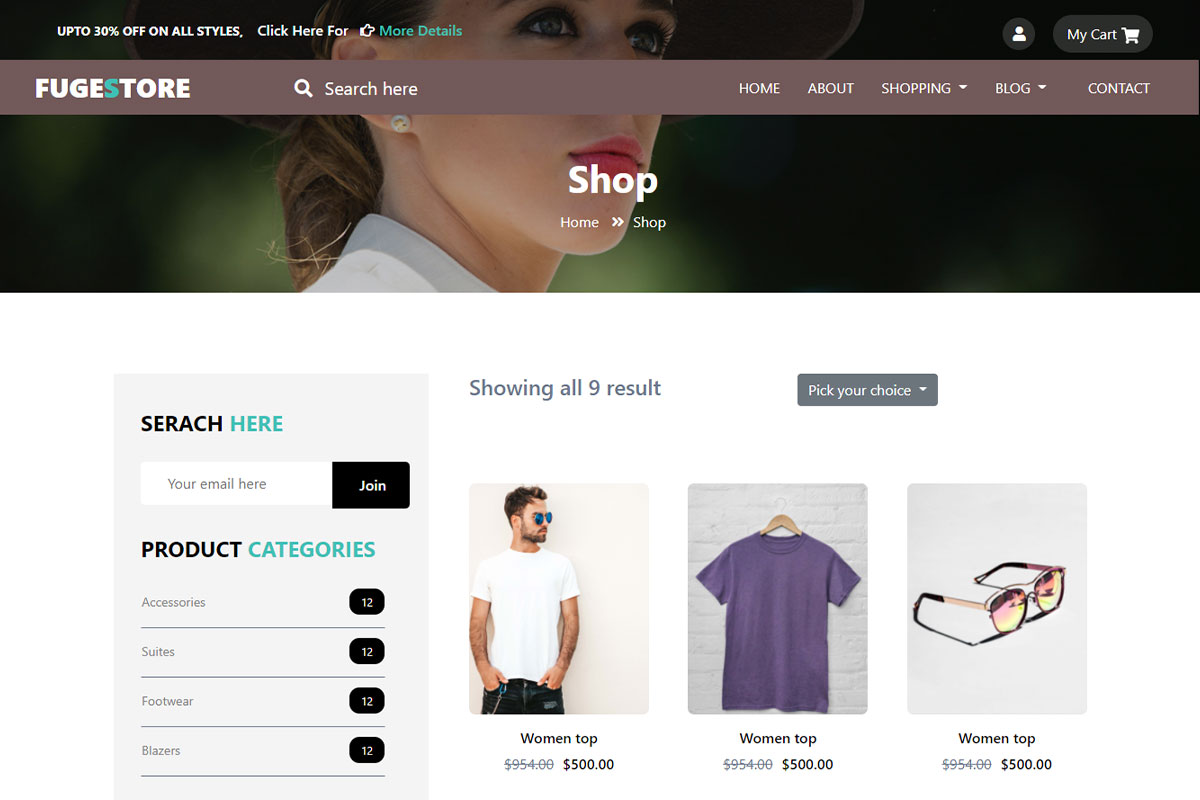 UPTO 30% OFF ON ALL STYLES, Click Here For More Details
My Cart
FUGESTORE
Search here
HOME ABOUT SHOPPING BLOG CONTACT
Shop
Home » Shop
SERACH HERE
Your email here Join
PRODUCT CATEGORIES
Accessories 12
Suites 12
Footwear 12
Blazers 12
Showing all 9 result
Pick your choice
Women top
$954.00 $500.00
Women top
$954.00 $500.00
Women top
$954.00 $500.00